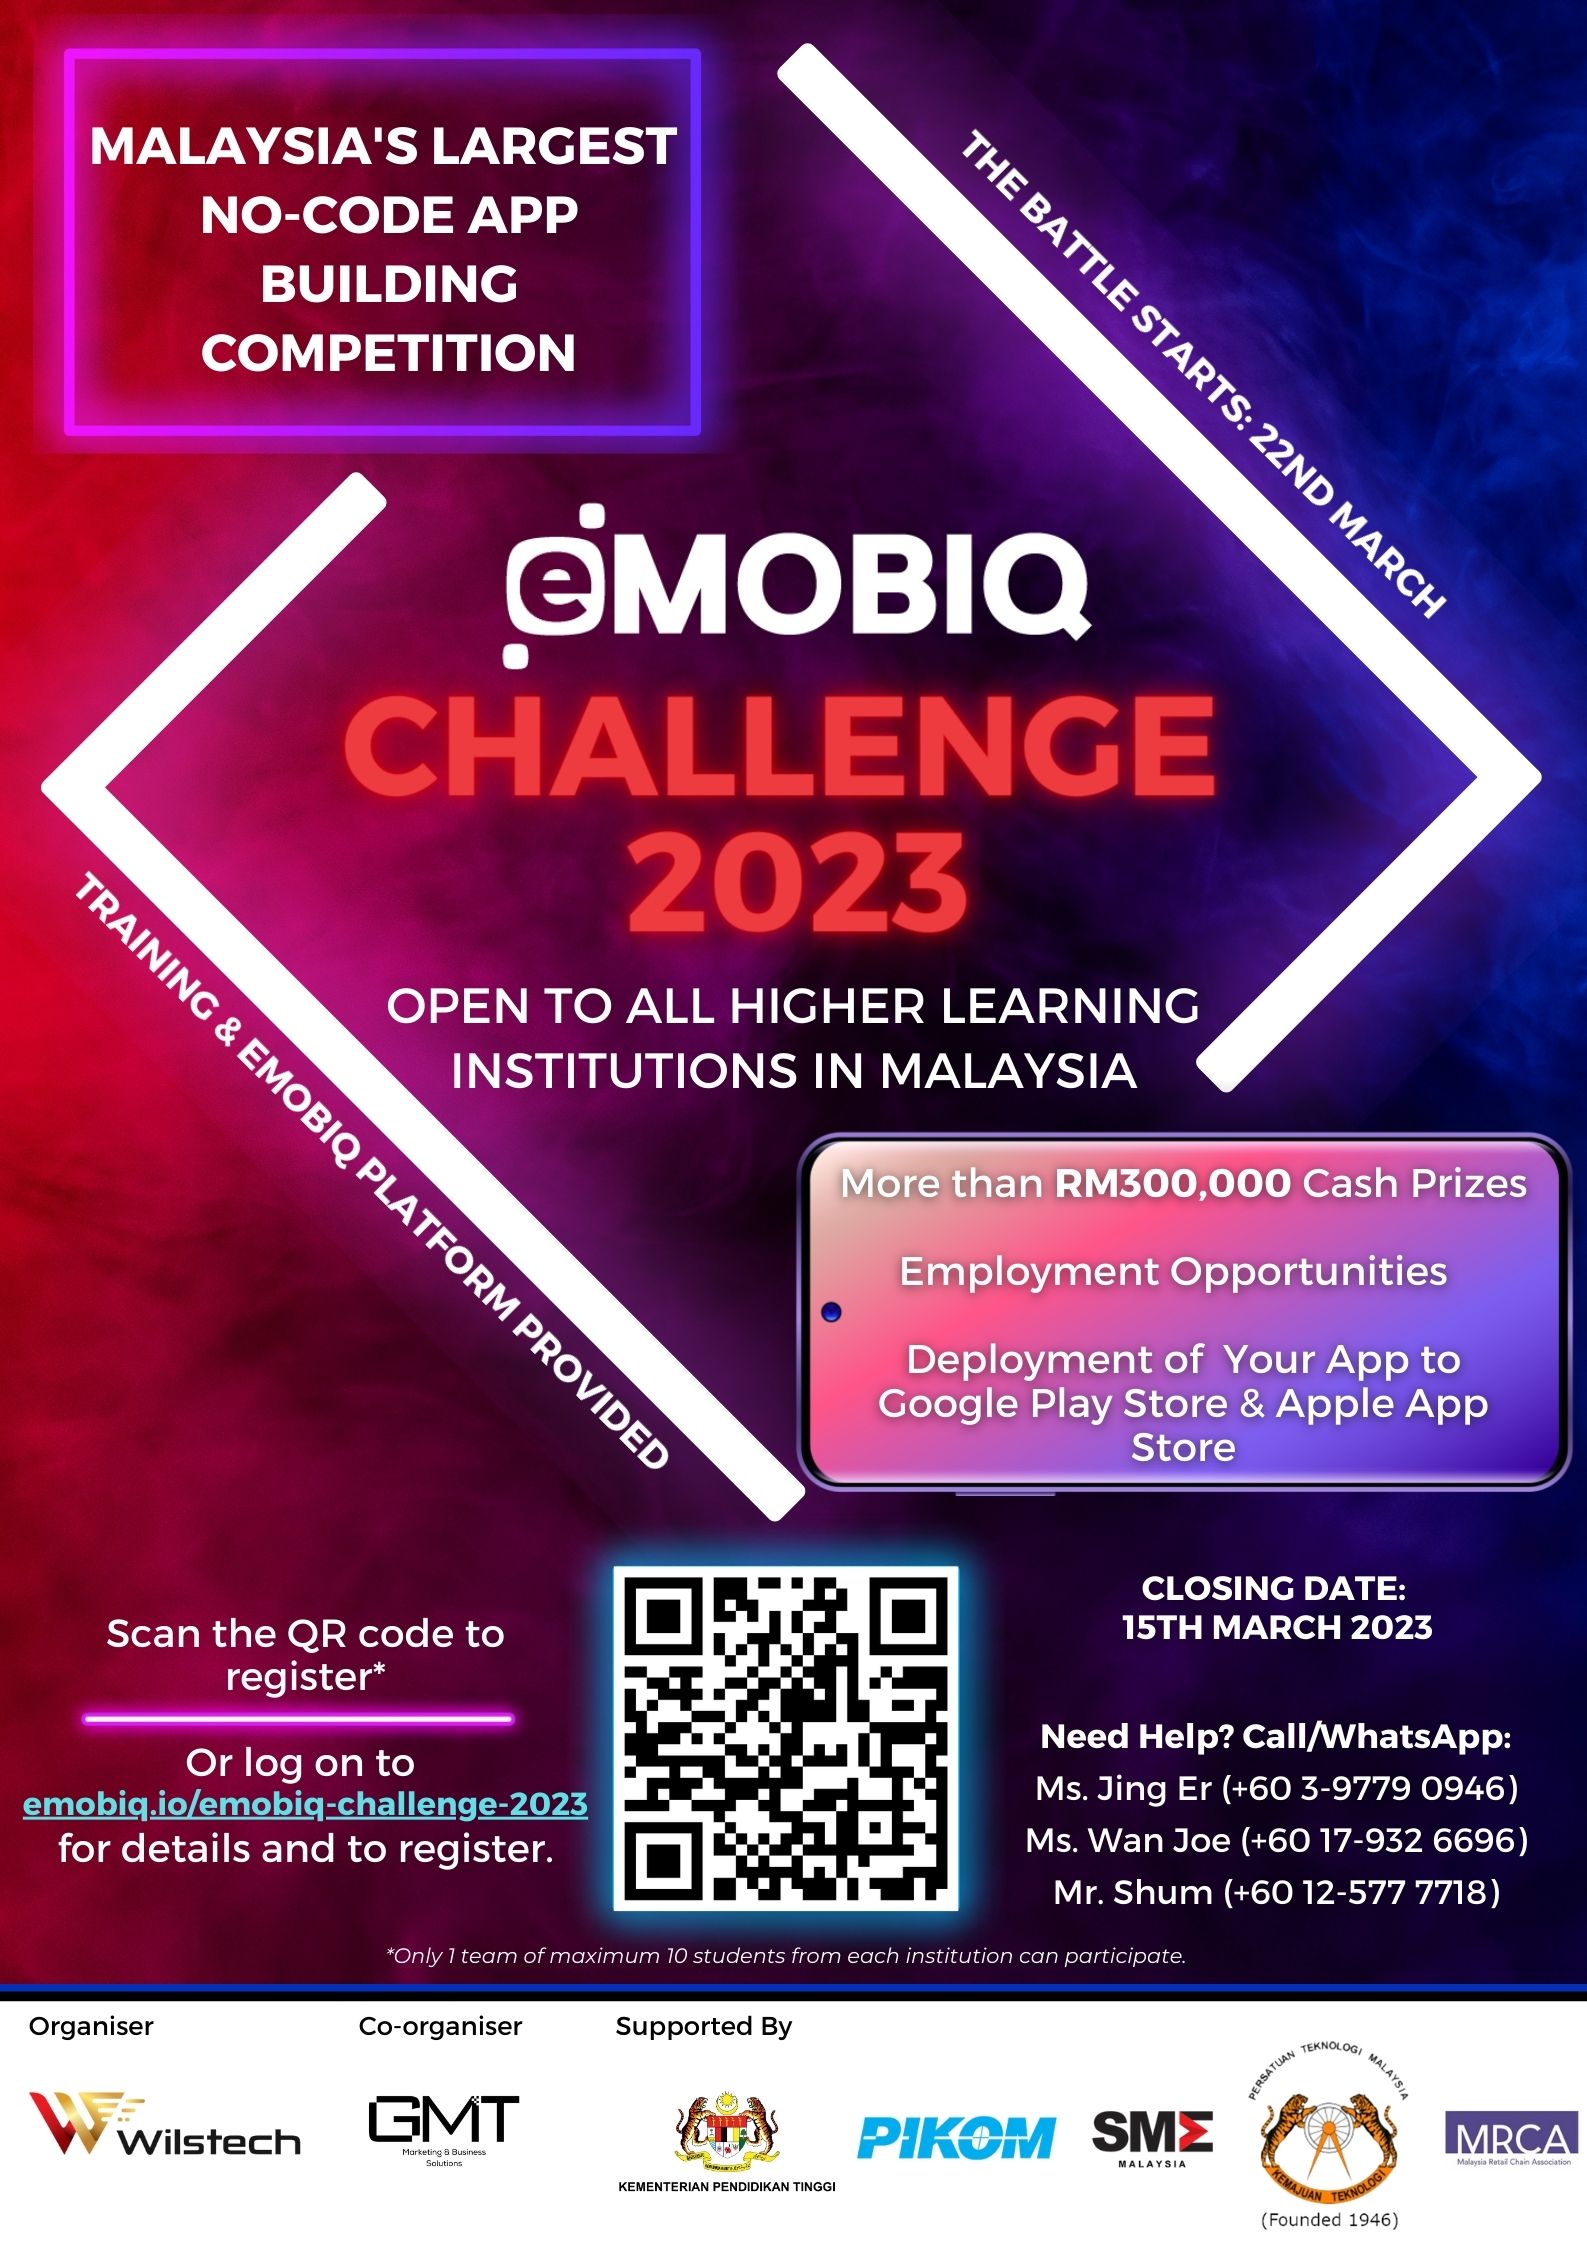 MALAYSIA'S LARGEST
NO-CODE APP
BUILDING
COMPETITION
THE BATTLE STARTS: 22ND MARCH
eMOBIQ
CHALLENGE
2023
OPEN TO ALL HIGHER LEARNING
INSTITUTIONS IN MALAYSIA
TRAINING & EMOBIQ PLATFORM PROVIDED
More than RM300,000 Cash Prizes
Employment Opportunities
Deployment of Your App to
Google Play Store & Apple App
Store
Scan the QR code to
register*
Or log on to
emobiq.io/emobiq-challenge-2023
for details and to register.
CLOSING DATE:
15TH MARCH 2023
Need Help? Call/WhatsApp:
Ms. Jing Er (+60 3-9779 0946)
Ms. Wan Joe (+60 17-932 6696)
Mr. Shum (+60 12-577 7718)
*Only 1 team of maximum 10 students from each institution can participate.
Organiser
Co-organiser
Supported By
Wilstech
GMT
Marketing & Business
Solutions
KEMENTERIAN PENDIDIKAN TINGGI
PIKOM
SME
MALAYSIA
PERSATUAN TEKNOLOGI MALAYSIA
KEMAJUAN TEKNOLOGI
(Founded 1946)
MRCA
Malaysia Retail Chain Association